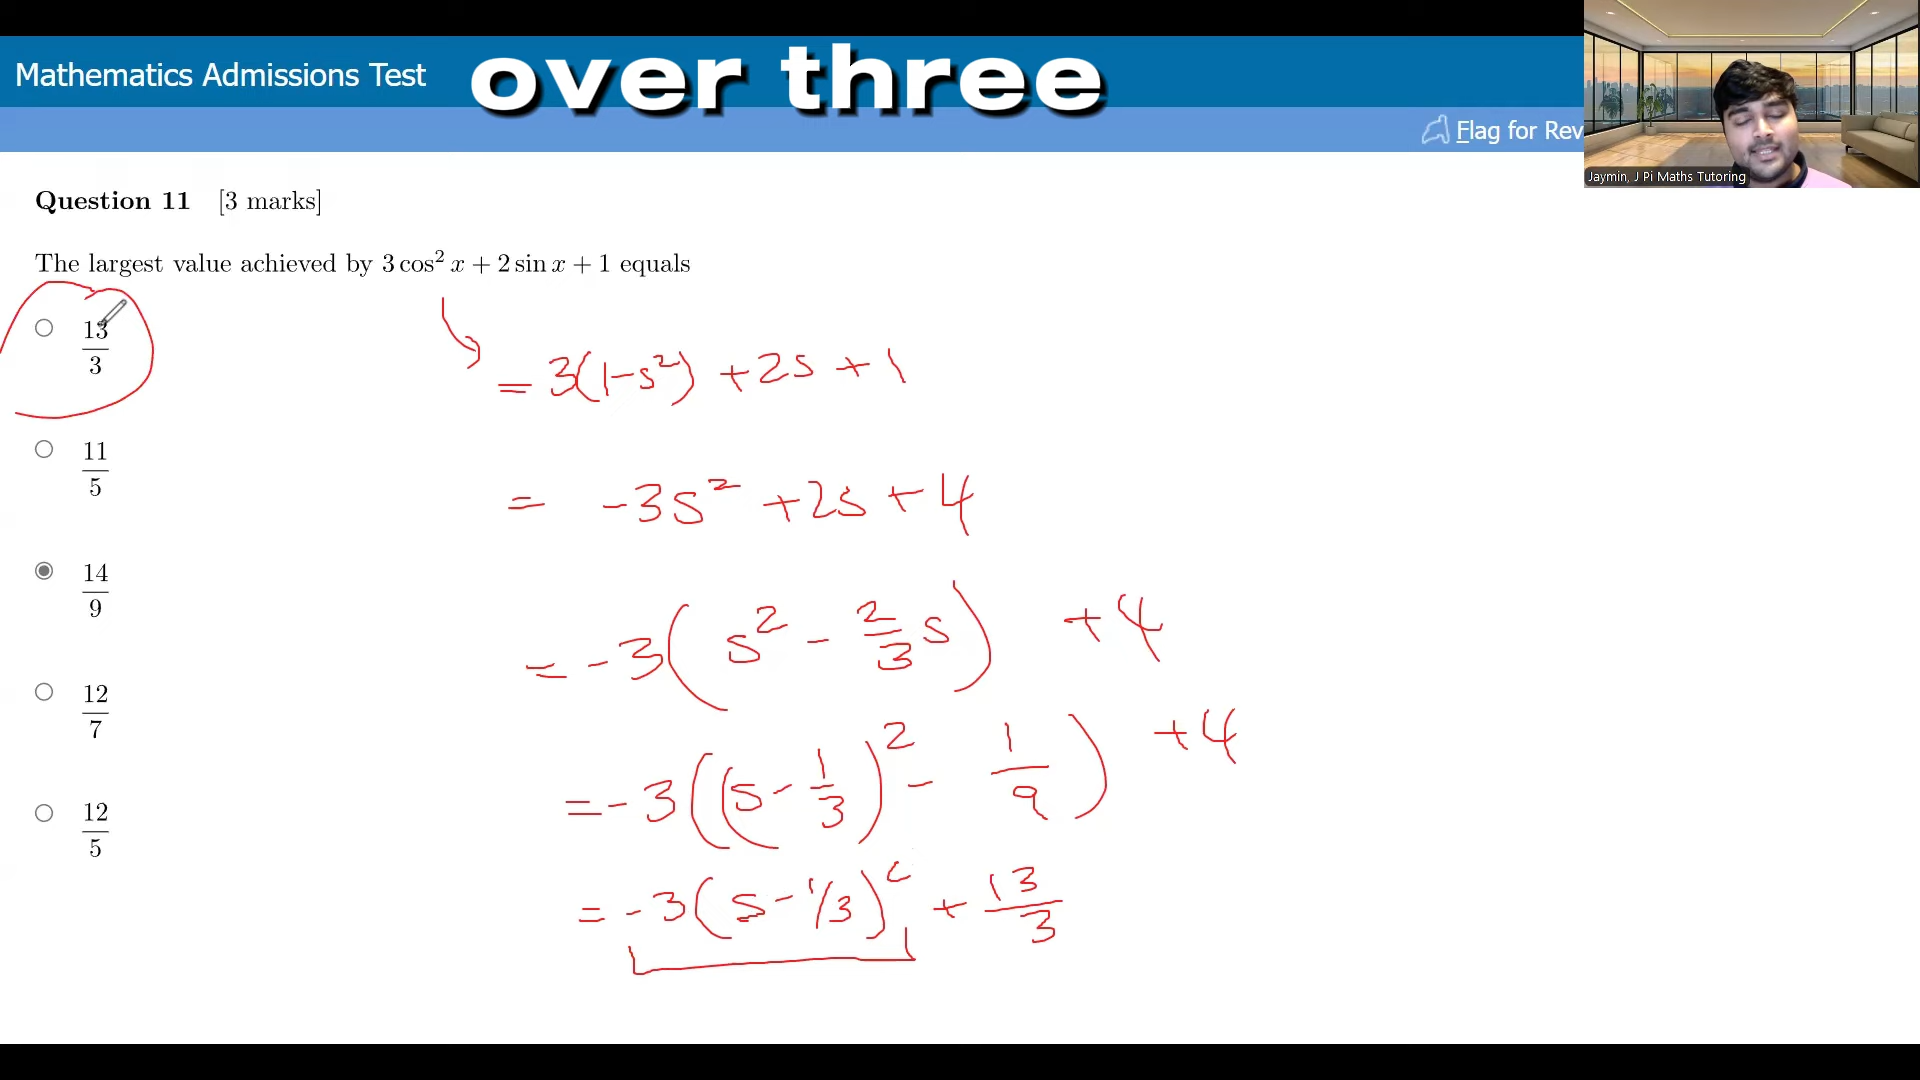 Mathematics Admissions Test
over three
Flag for Rev
Jaymin, J Pi Maths Tutoring
Question 11 [3 marks]
The largest value achieved by 3 cos² x + 2 sin x + 1 equals
13/3
11/5
14/9
12/7
12/5
= 3(1-s²) + 2s + 1
= -3s² + 2s + 4
= -3(s² - 2/3 s) + 4
= -3((s - 1/3)² - 1/9) + 4
= -3(s - 1/3)² + 13/3